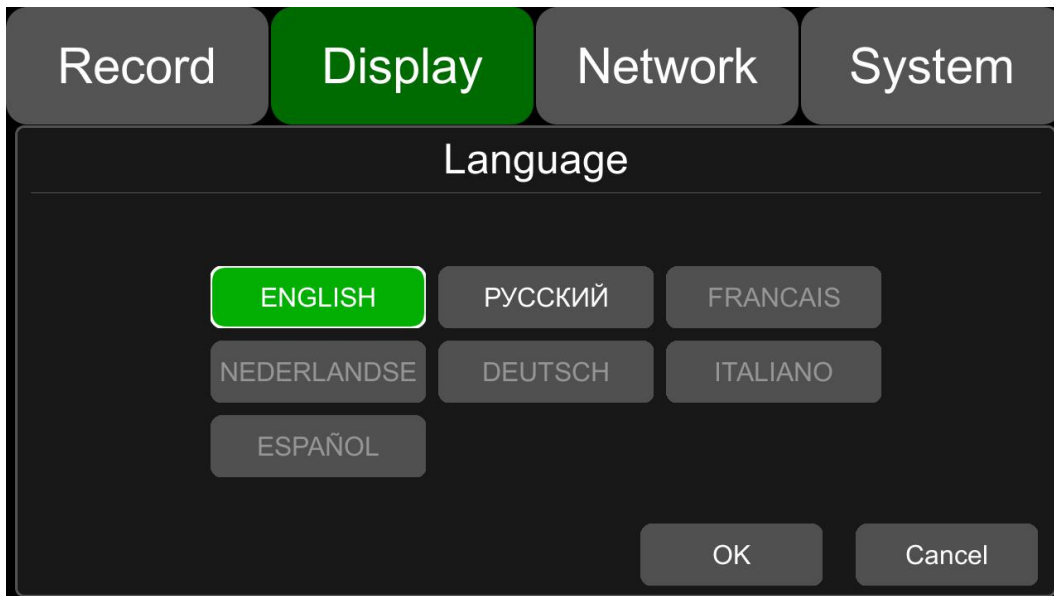 Record Display Network System
Language
ENGLISH РУССКИЙ FRANCAIS
NEDERLANDSE DEUTSCH ITALIANO
ESPAÑOL
OK Cancel